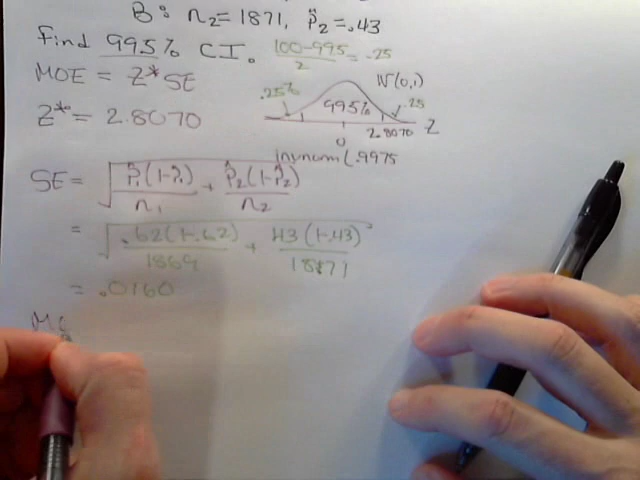 B: n₂=1871, p̂₂=.43
Find 99.5% CI. (100-99.5)/2 = .25
MOE = Z* SE
.25% 99.5% .25 N(0,1)
Z* = 2.8070
0 2.8070 Z
invnorm(.9975
SE = √(p̂₁(1-p̂₁)/n₁ + p̂₂(1-p̂₂)/n₂)
= √(.62(1-.62)/1869 + .43(1-.43)/1871)
= .0160